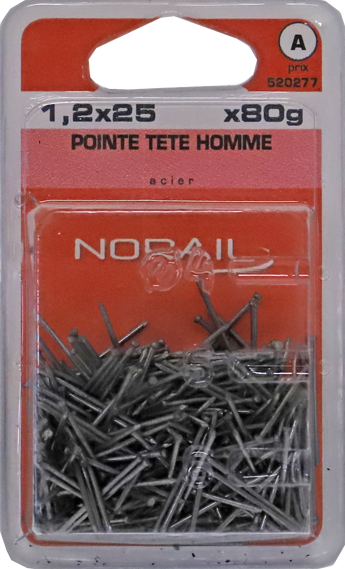 A
prix
520277
1,2x25 x80g
POINTE TETE HOMME
acier
NORAIL